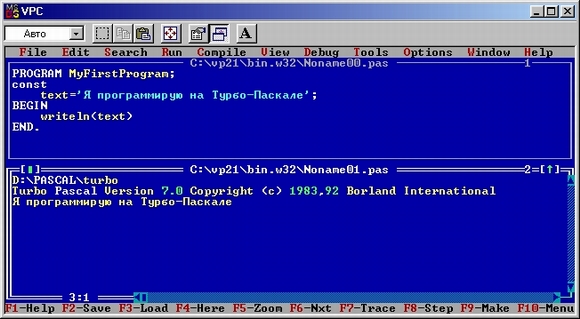 VPC
Авто
A
File Edit Search Run Compile View Debug Tools Options Window Help
C:\vp21\bin.w32\Noname00.pas 1
PROGRAM MyFirstProgram;
const
text='Я программирую на Турбо-Паскале';
BEGIN
writeln(text)
END.
[▮] C:\vp21\bin.w32\Noname01.pas 2=[↑]
D:\PASCAL\turbo
Turbo Pascal Version 7.0 Copyright (c) 1983,92 Borland International
Я программирую на Турбо-Паскале
3:1
F1-Help F2-Save F3-Load F4-Here F5-Zoom F6-Nxt F7-Trace F8-Step F9-Make F10-Menu